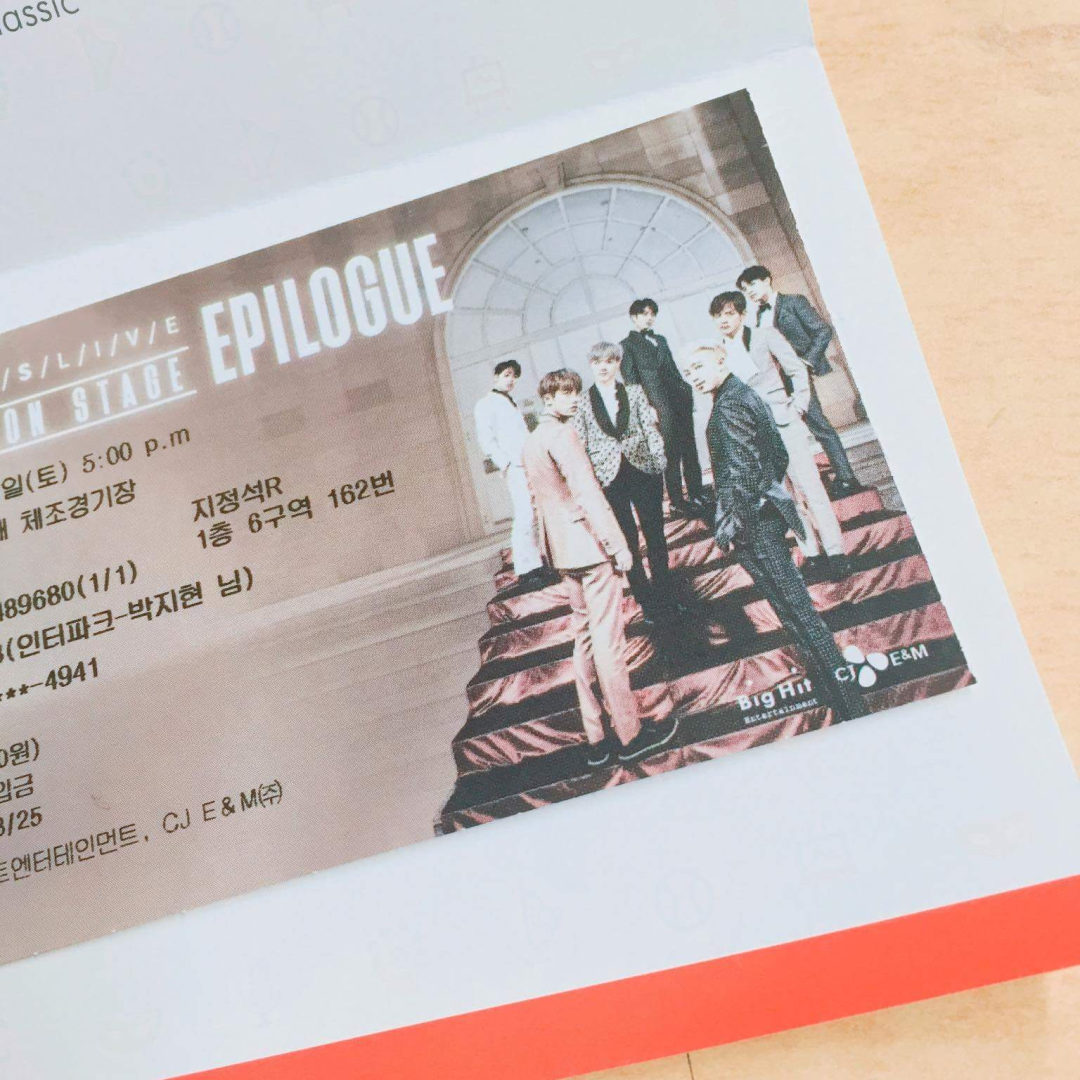 assic
/S/L/I/V/E
ON STAGE
EPILOGUE
일(토) 5:00 p.m
체조경기장
지정석R
1층 6구역 162번
489680(1/1)
(인터파크-박지현 님)
***-4941
0원)
입금
3/25
트엔터테인먼트, CJ E&M㈜
Big Hit
Entertainment
CJ E&M